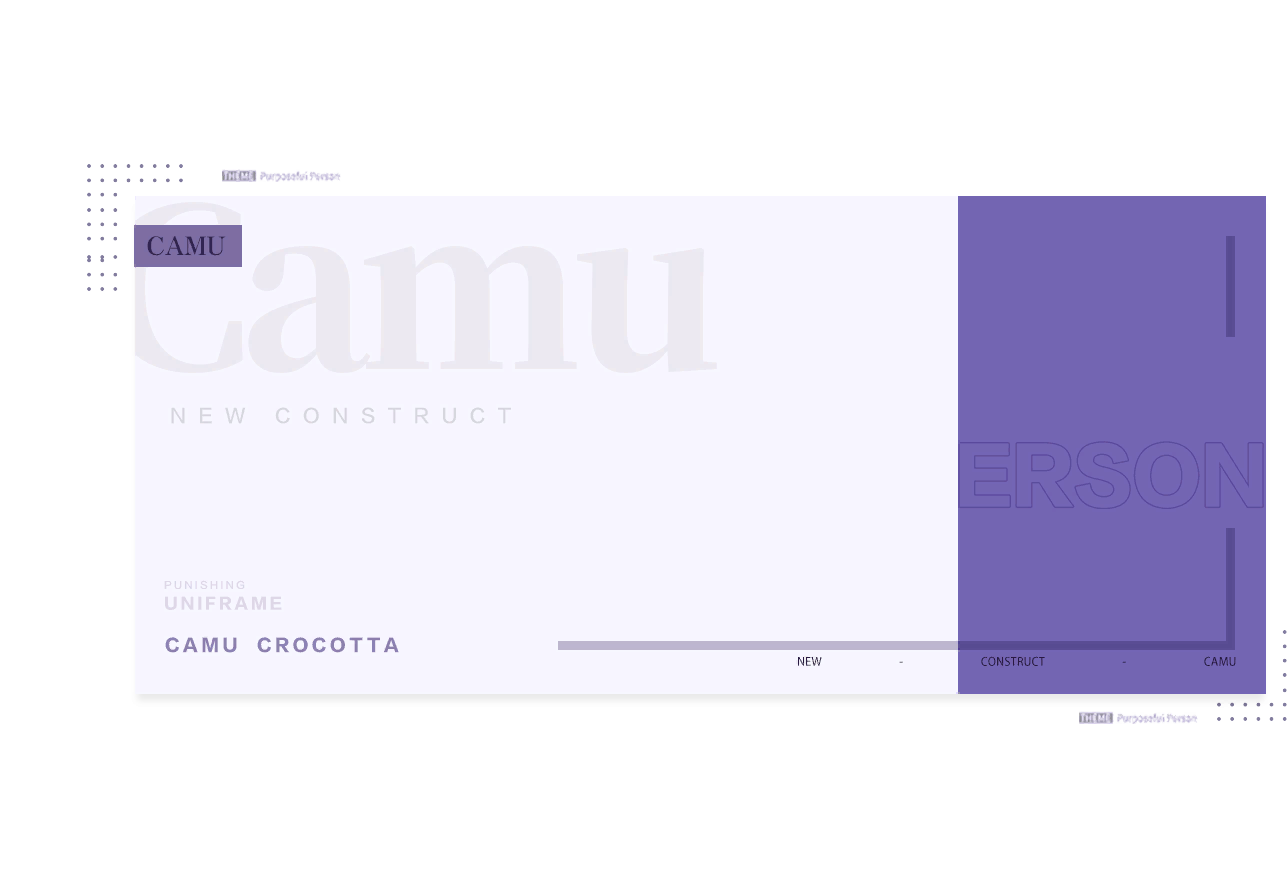 THEME Purposeful Person
Camu
CAMU
NEW CONSTRUCT
ERSON
PUNISHING
UNIFRAME
CAMU CROCOTTA
NEW - CONSTRUCT - CAMU
THEME Purposeful Person